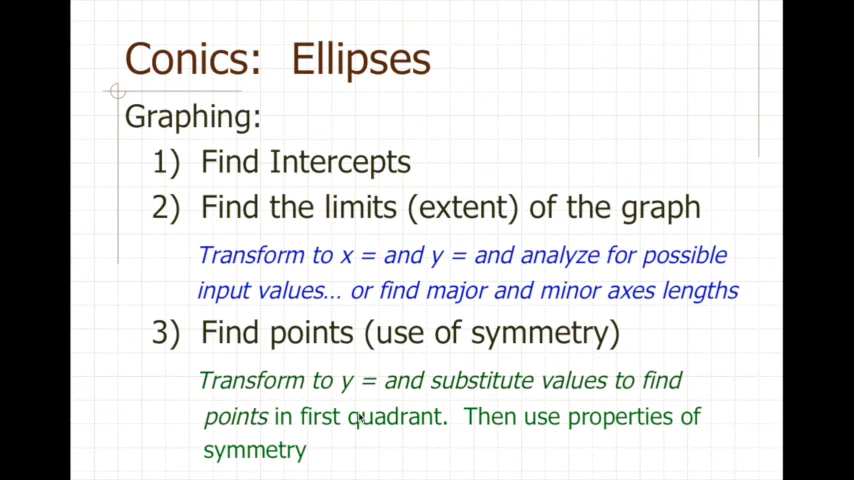 Conics:  Ellipses
Graphing:
1)  Find Intercepts
2)  Find the limits (extent) of the graph
Transform to x = and y = and analyze for possible
input values… or find major and minor axes lengths
3)  Find points (use of symmetry)
Transform to y = and substitute values to find
points in first quadrant.  Then use properties of
symmetry